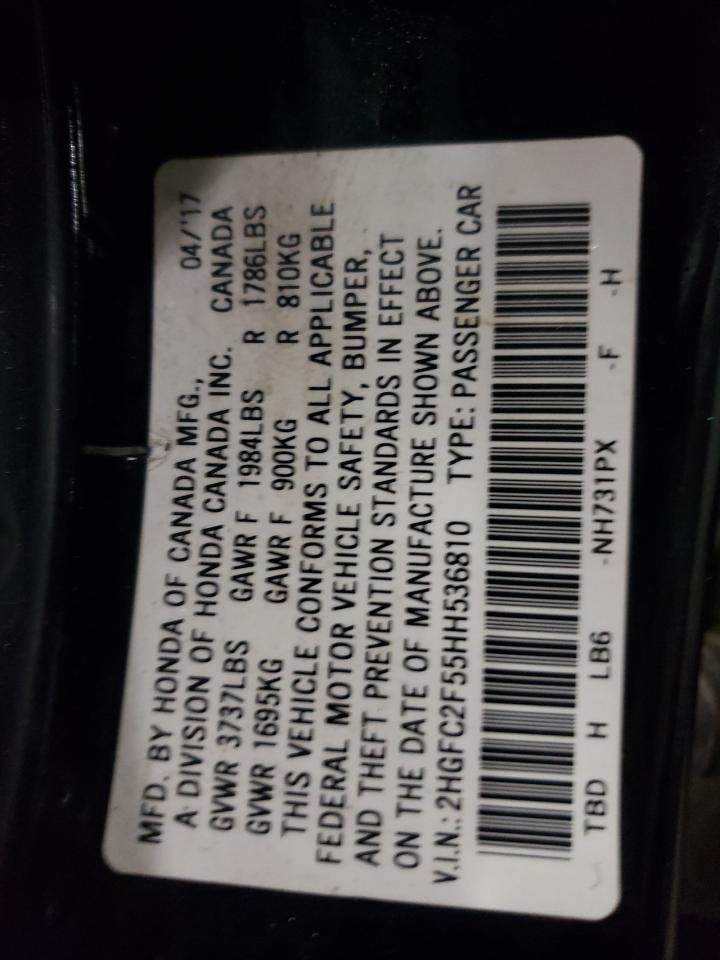 MFD. BY HONDA OF CANADA MFG., 04/'17
A DIVISION OF HONDA CANADA INC. CANADA
GVWR 3737LBS GAWR F 1984LBS R 1786LBS
GVWR 1695KG GAWR F 900KG R 810KG
THIS VEHICLE CONFORMS TO ALL APPLICABLE
FEDERAL MOTOR VEHICLE SAFETY, BUMPER,
AND THEFT PREVENTION STANDARDS IN EFFECT
ON THE DATE OF MANUFACTURE SHOWN ABOVE.
V.I.N.: 2HGFC2F55HH536810 TYPE: PASSENGER CAR
TBD H LB6 -NH731PX -F -H